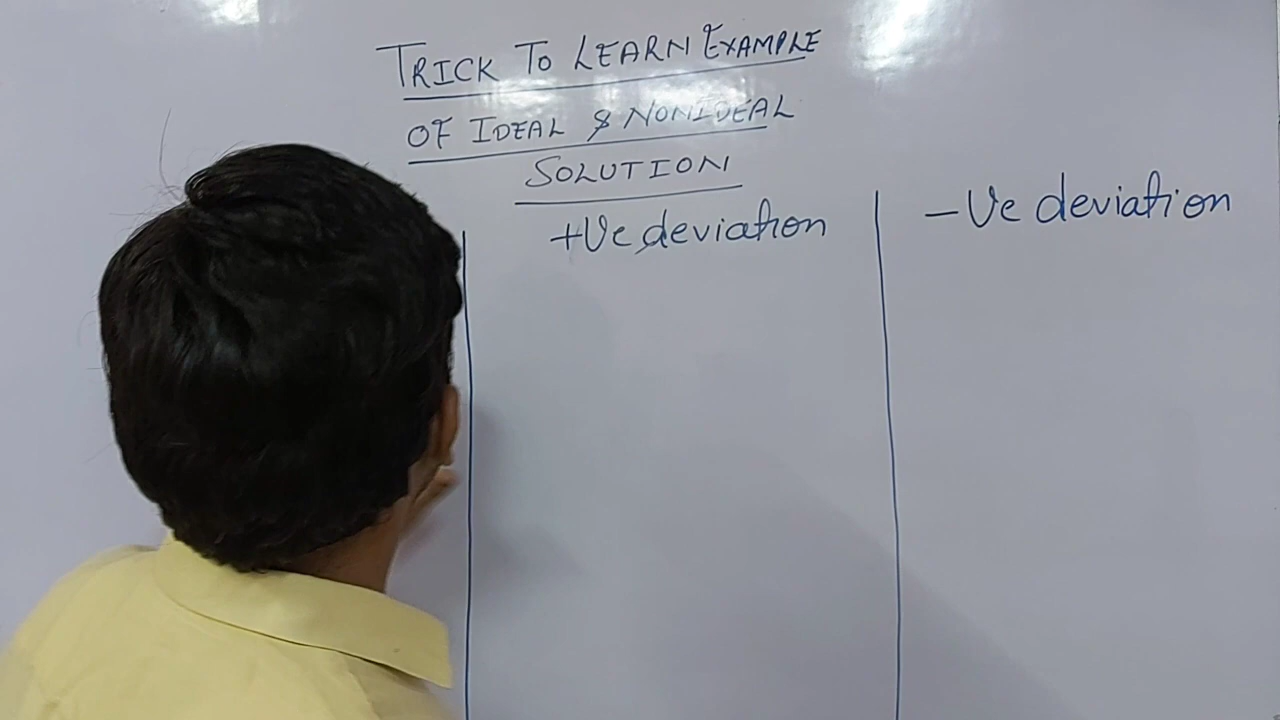 TRICK TO LEARN EXAMPLE
OF IDEAL & NONIDEAL
SOLUTION
+Ve deviation
-Ve deviation